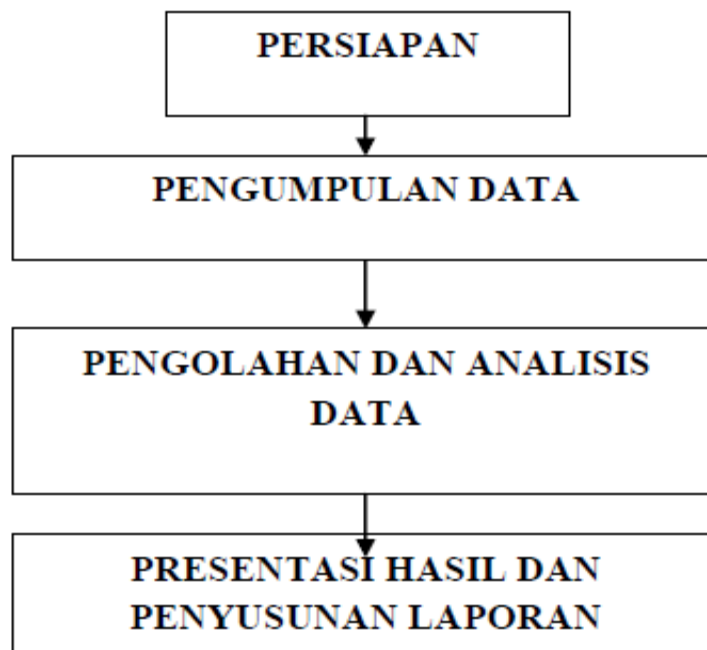 PERSIAPAN
PENGUMPULAN DATA
PENGOLAHAN DAN ANALISIS
DATA
PRESENTASI HASIL DAN
PENYUSUNAN LAPORAN